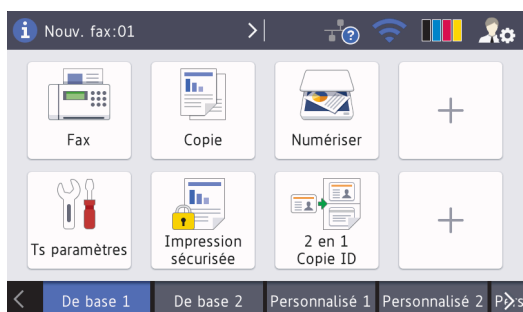 Nouv. fax:01
Fax
Copie
Numériser
Ts paramètres
Impression
sécurisée
2 en 1
Copie ID
De base 1
De base 2
Personnalisé 1
Personnalisé 2